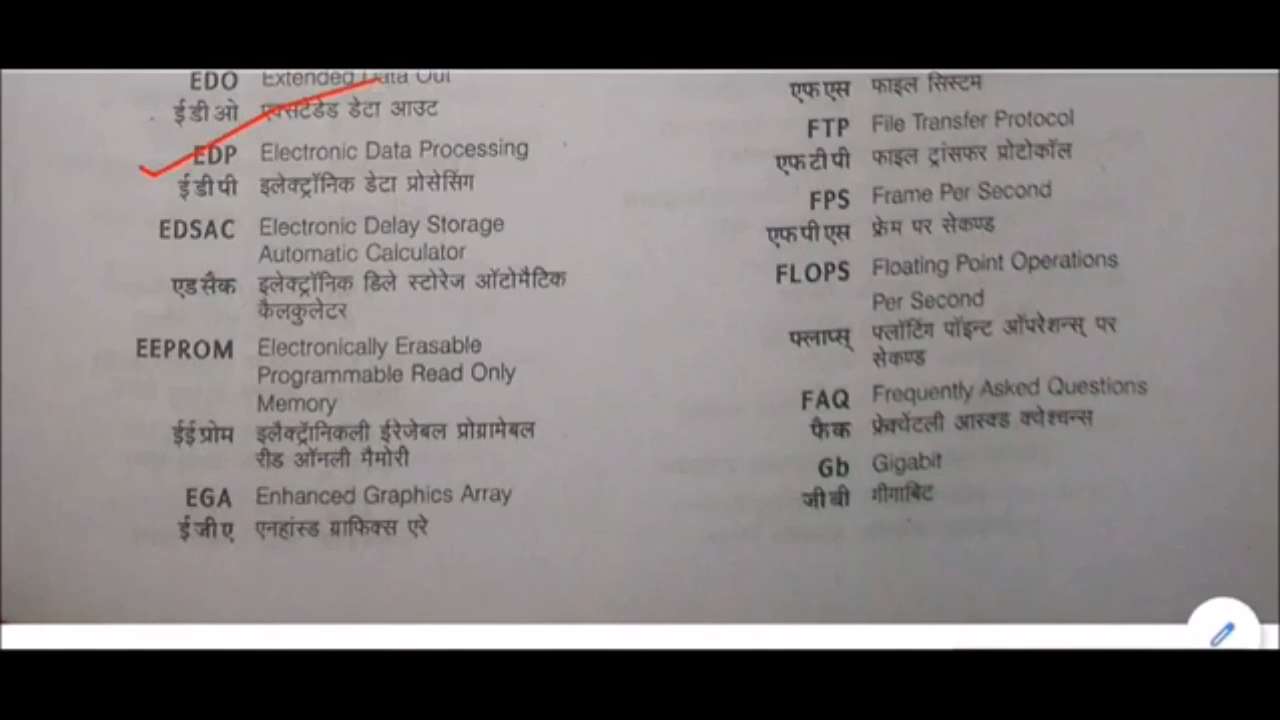 EDO Extended Data Out
ईडीओ एक्सटेंडेड डेटा आउट
EDP Electronic Data Processing
ईडीपी इलेक्ट्रॉनिक डेटा प्रोसेसिंग
EDSAC Electronic Delay Storage
Automatic Calculator
एडसैक इलेक्ट्रॉनिक डिले स्टोरेज ऑटोमैटिक
कैलकुलेटर
EEPROM Electronically Erasable
Programmable Read Only
Memory
ईईप्रोम इलैक्ट्रॉनिकली ईरेजेबल प्रोग्रामेबल
रीड ऑनली मैमोरी
EGA Enhanced Graphics Array
ईजीए एनहांस्ड ग्राफिक्स एरे
एफएस फाइल सिस्टम
FTP File Transfer Protocol
एफटीपी फाइल ट्रांसफर प्रोटोकॉल
FPS Frame Per Second
एफपीएस फ्रेम पर सेकण्ड
FLOPS Floating Point Operations
Per Second
फ्लाप्स् फ्लोटिंग पॉइन्ट ऑपरेशन्स् पर
सेकण्ड
FAQ Frequently Asked Questions
फैक फ्रेक्वेंटली आस्क्ड क्वेश्चन्स
Gb Gigabit
जीबी गीगाबिट